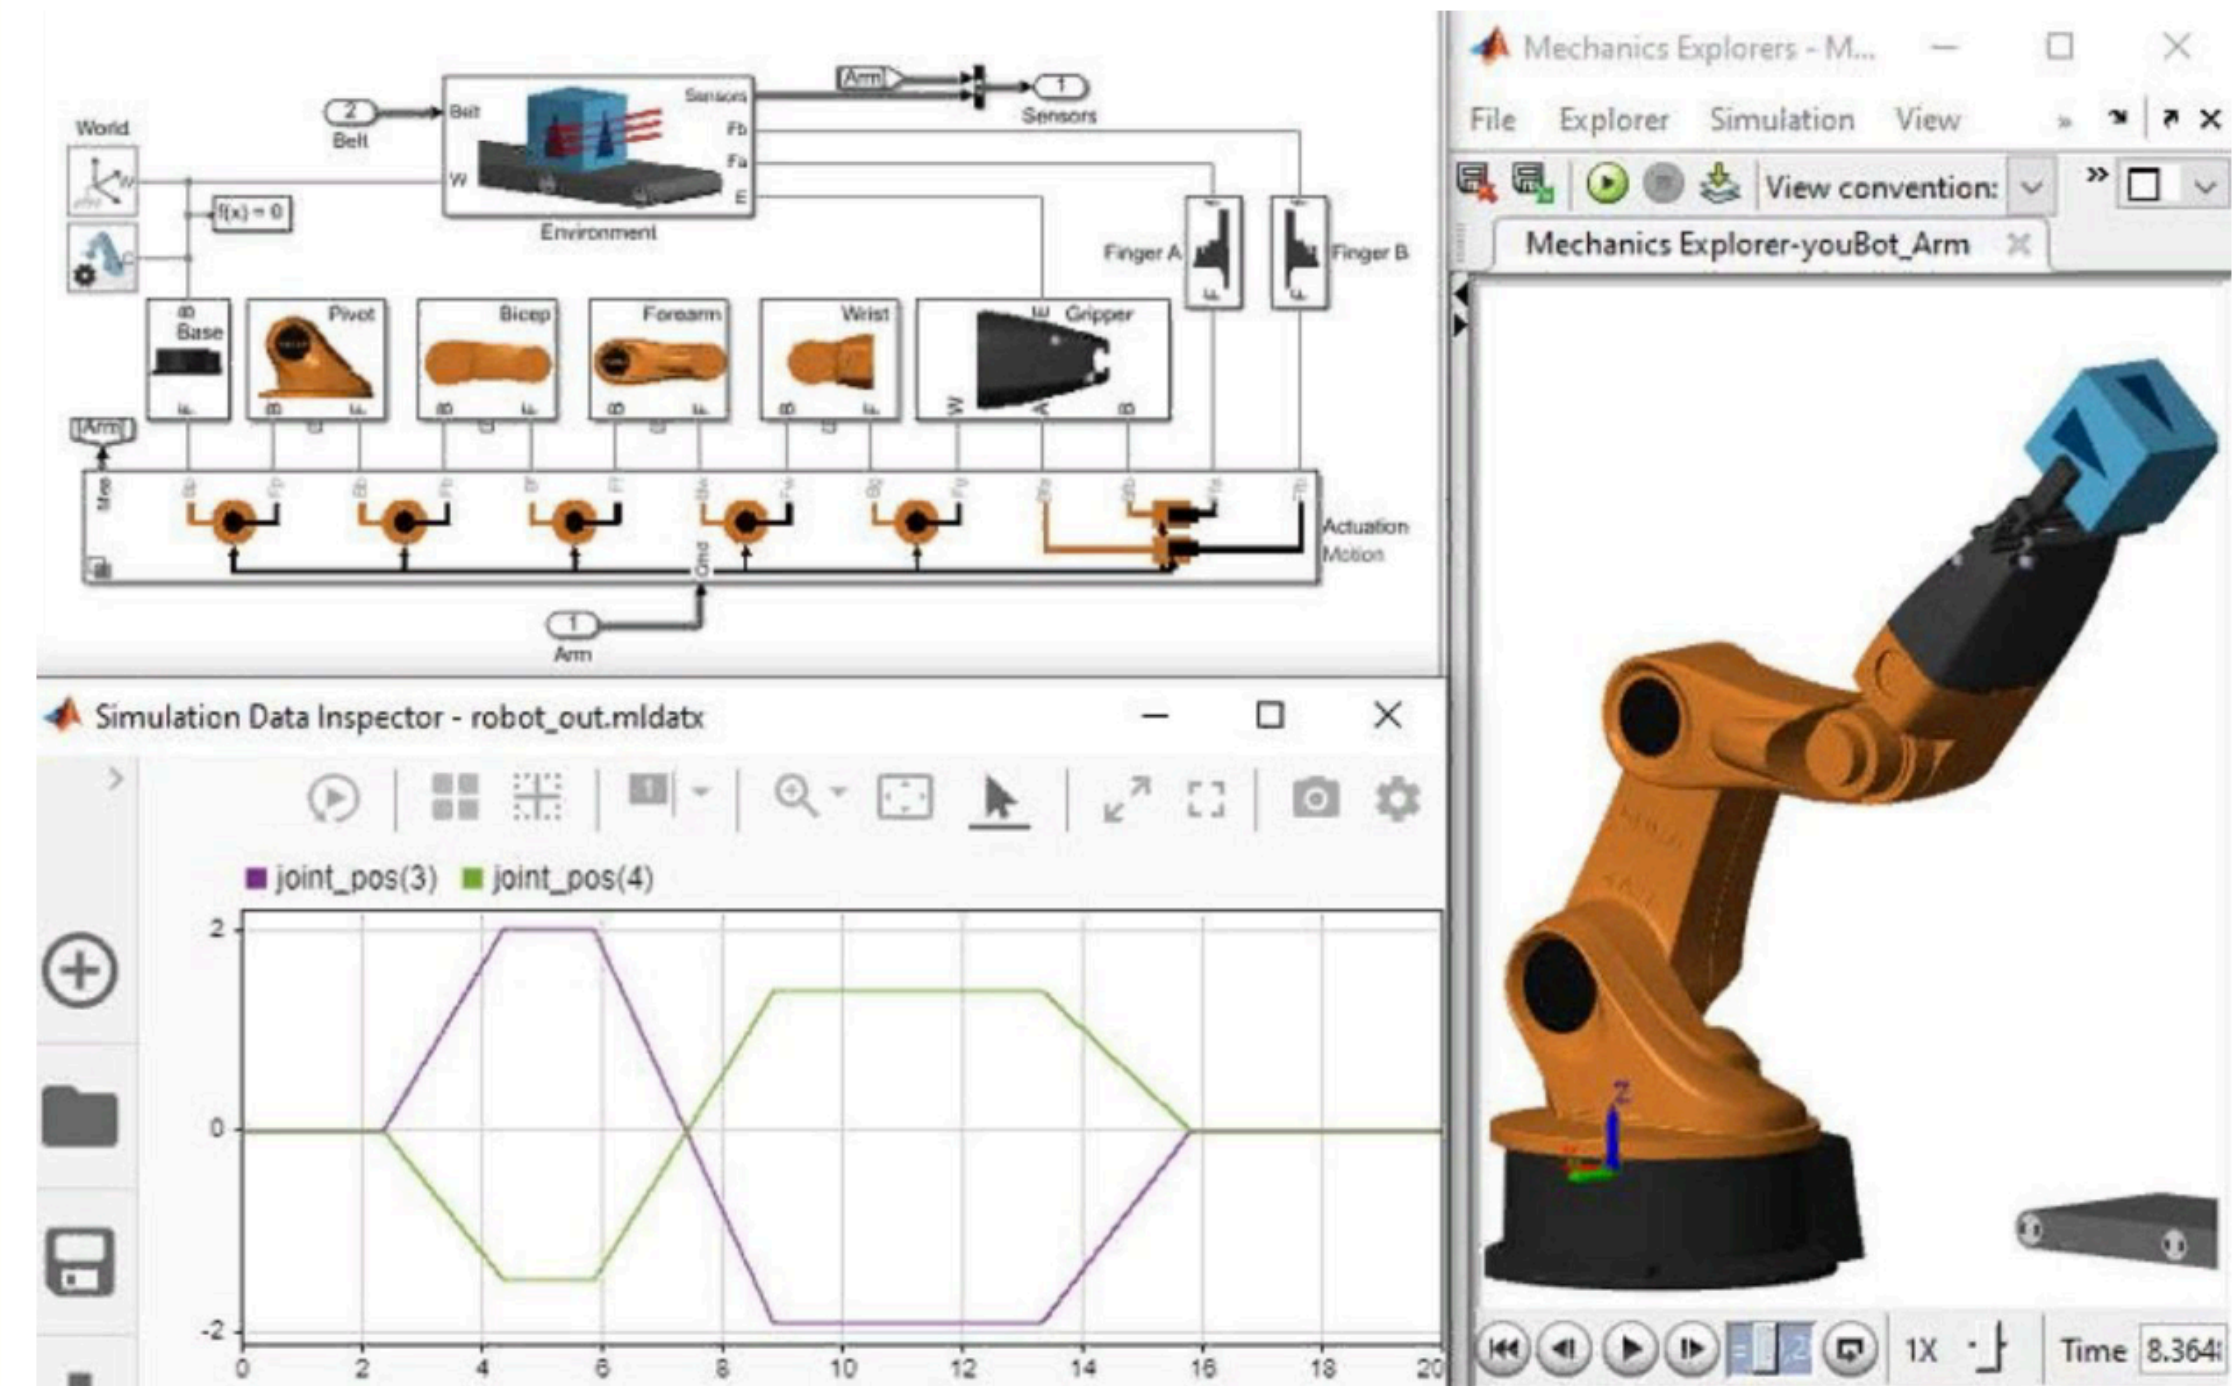 World
2
Belt
Belt
W
Sensors
Fb
Fa
E
Environment
Arm
1
Sensors
W
f(x) = 0
C
Finger A
F
Finger B
F
B
Base
F
Pivot
B
F
Bicep
B
F
Forearm
B
F
Wrist
B
F
E
Gripper
W
A
B
[Arm]
Mea
Cmd
Actuation
Motion
1
Arm
Simulation Data Inspector - robot_out.mldatx
1
joint_pos(3)
joint_pos(4)
2
0
-2
0
2
4
6
8
10
12
14
16
18
20
Mechanics Explorers - M...
File
Explorer
Simulation
View
View convention:
Mechanics Explorer-youBot_Arm
Z
1X
Time
8.364